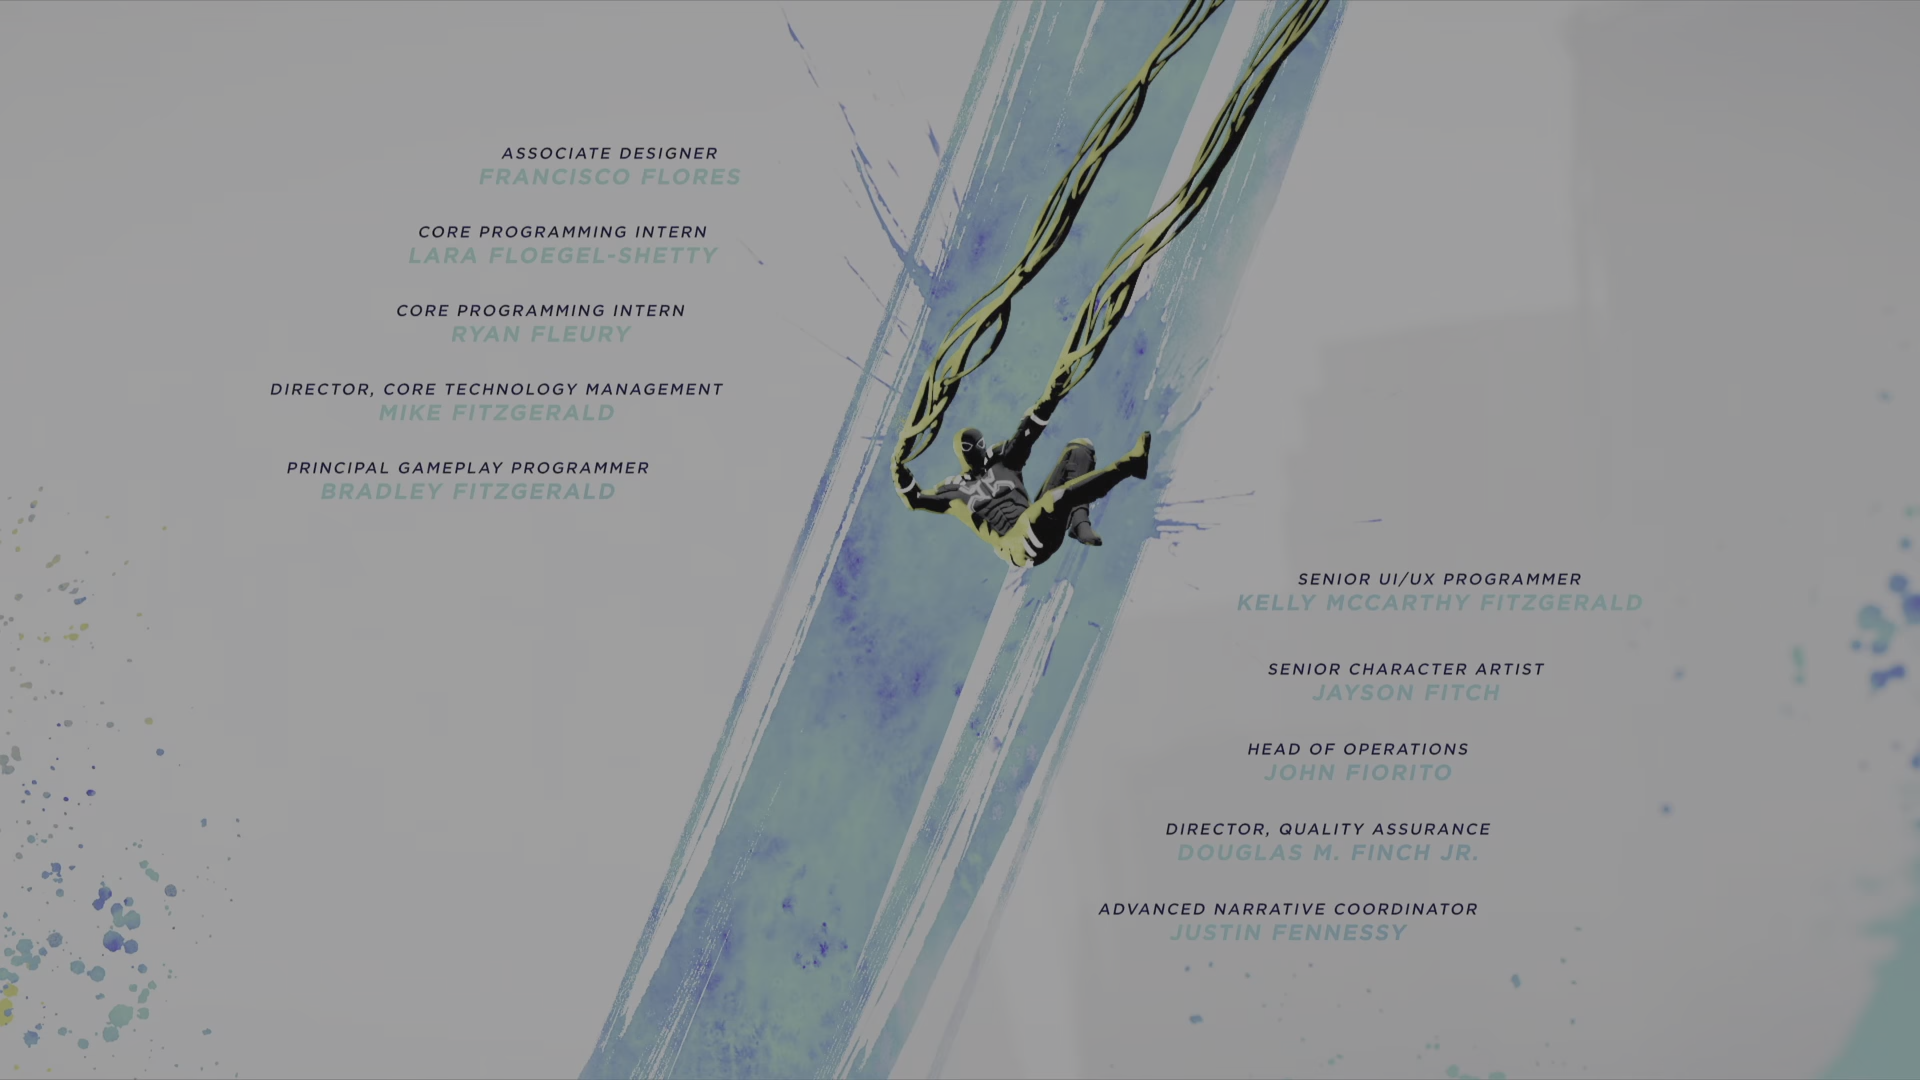 ASSOCIATE DESIGNER
FRANCISCO FLORES
CORE PROGRAMMING INTERN
LARA FLOEGEL-SHETTY
CORE PROGRAMMING INTERN
RYAN FLEURY
DIRECTOR, CORE TECHNOLOGY MANAGEMENT
MIKE FITZGERALD
PRINCIPAL GAMEPLAY PROGRAMMER
BRADLEY FITZGERALD
SENIOR UI/UX PROGRAMMER
KELLY MCCARTHY FITZGERALD
SENIOR CHARACTER ARTIST
JAYSON FITCH
HEAD OF OPERATIONS
JOHN FIORITO
DIRECTOR, QUALITY ASSURANCE
DOUGLAS M. FINCH JR.
ADVANCED NARRATIVE COORDINATOR
JUSTIN FENNESSY